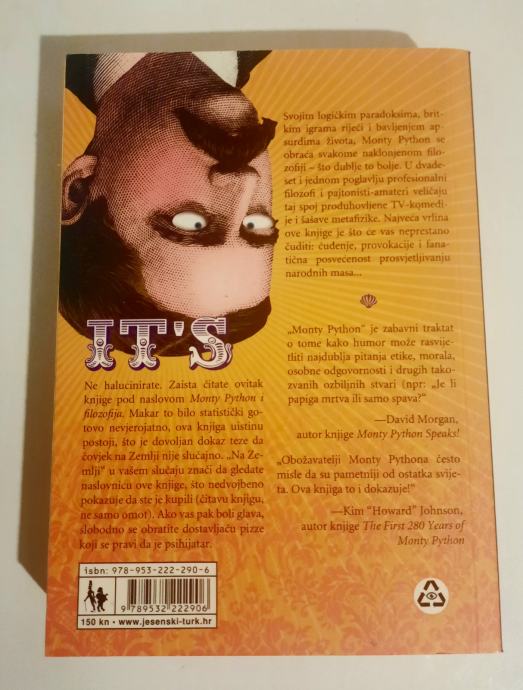 Svojim logičkim paradoksima, brit-
kim igrama riječi i bavljenjem ap-
surdima života, Monty Python se
obraća svakome naklonjenom filo-
zofiji – što dublje to bolje. U dvade-
set i jednom poglavlju profesionalni
filozofi i pajtonisti-amateri veličaju
taj spoj produhovljene TV-komedi-
je i šašave metafizike. Najveća vrlina
ove knjige je što će vas neprestano
čuditi: čuđenje, provokacije i fana-
tična posvećenost prosvjetljivanju
narodnih masa...
IT'S
Ne halucinirate. Zaista čitate ovitak
knjige pod naslovom Monty Python i
filozofija. Makar to bilo statistički go-
tovo nevjerojatno, ova knjiga uistinu
postoji, što je dovoljan dokaz teze da
čovjek na Zemlji nije slučajno. „Na Ze-
mlji” u vašem slučaju znači da gledate
naslovnicu ove knjige, što nedvojbeno
pokazuje da ste je kupili (čitavu knjigu,
ne samo omot). Ako vas pak boli glava,
slobodno se obratite dostavljaču pizze
koji se pravi da je psihijatar.
„Monty Python” je zabavni traktat
o tome kako humor može rasvijet-
liti najdublja pitanja etike, morala,
osobne odgovornosti i drugih tako-
zvanih ozbiljnih stvari (npr: „Je li
papiga mrtva ili samo spava?”
—David Morgan,
autor knjige Monty Python Speaks!
„Obožavatelji Monty Pythona često
misle da su pametniji od ostatka svije-
ta. Ova knjiga to i dokazuje!”
—Kim “Howard” Johnson,
autor knjige The First 280 Years of
Monty Python
isbn: 978-953-222-290-6
9 789532 222906
150 kn • www.jesenski-turk.hr